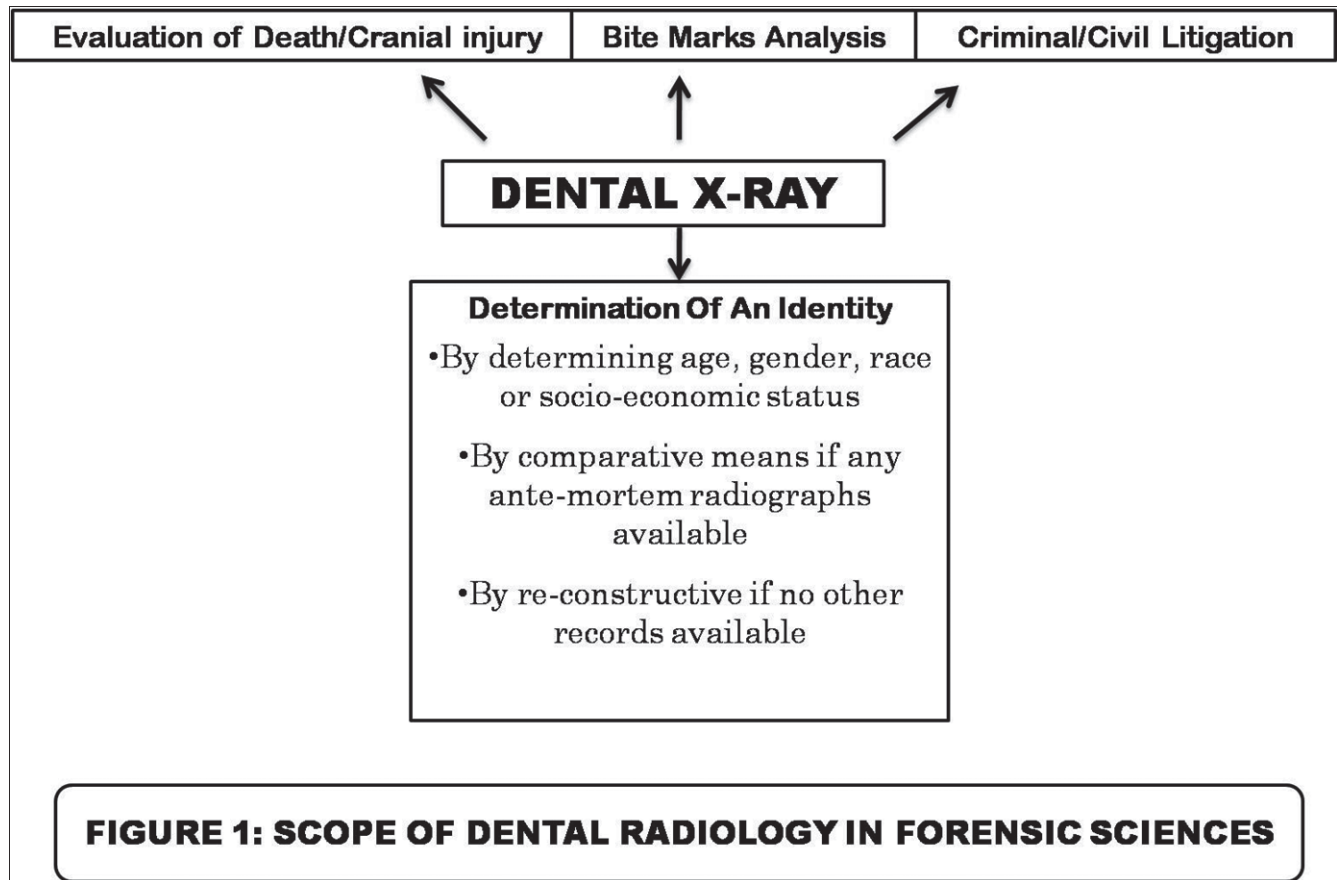 Evaluation of Death/Cranial injury
Bite Marks Analysis
Criminal/Civil Litigation
DENTAL X-RAY
Determination Of An Identity
•By determining age, gender, race
or socio-economic status
•By comparative means if any
ante-mortem radiographs
available
•By re-constructive if no other
records available
FIGURE 1: SCOPE OF DENTAL RADIOLOGY IN FORENSIC SCIENCES